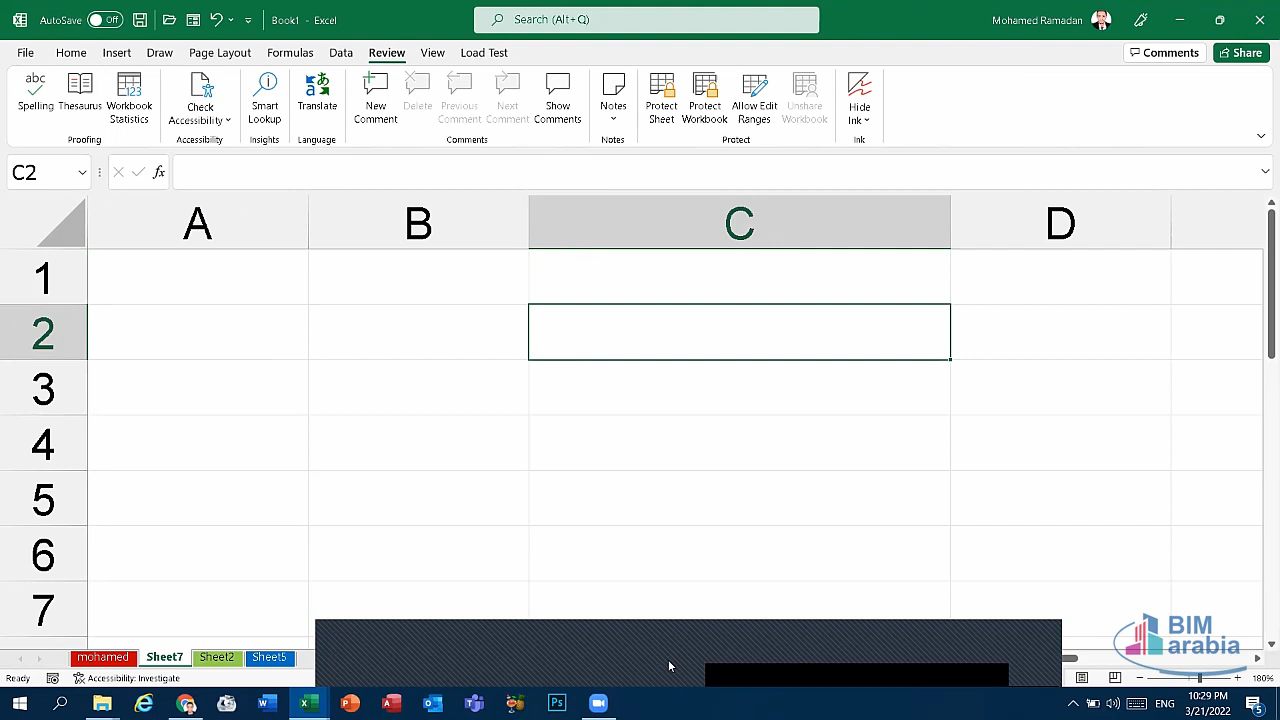 AutoSave Off Book1 - Excel Search (Alt+Q) Mohamed Ramadan
File Home Insert Draw Page Layout Formulas Data Review View Load Test Comments Share
abc 123
Spelling Thesaurus Workbook Statistics Check Accessibility Smart Lookup Translate New Comment Delete Previous Comment Next Comment Show Comments Notes Protect Sheet Protect Workbook Allow Edit Ranges Unshare Workbook Hide Ink
Proofing Accessibility Insights Language Comments Notes Protect Ink
C2 fx
A B C D
1
2
3
4
5
6
7
BIM
arabia
mohamed Sheet7 Sheet2 Sheet5
Ready Accessibility: Investigate 180%
ENG 10:29 PM
3/21/2022 5